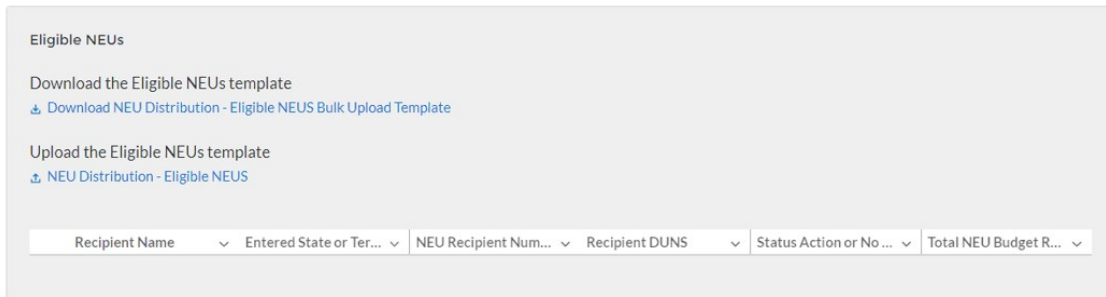 Eligible NEUs
Download the Eligible NEUs template
Download NEU Distribution - Eligible NEUS Bulk Upload Template
Upload the Eligible NEUs template
NEU Distribution - Eligible NEUS
Recipient Name Entered State or Ter... NEU Recipient Num... Recipient DUNS Status Action or No ... Total NEU Budget R...